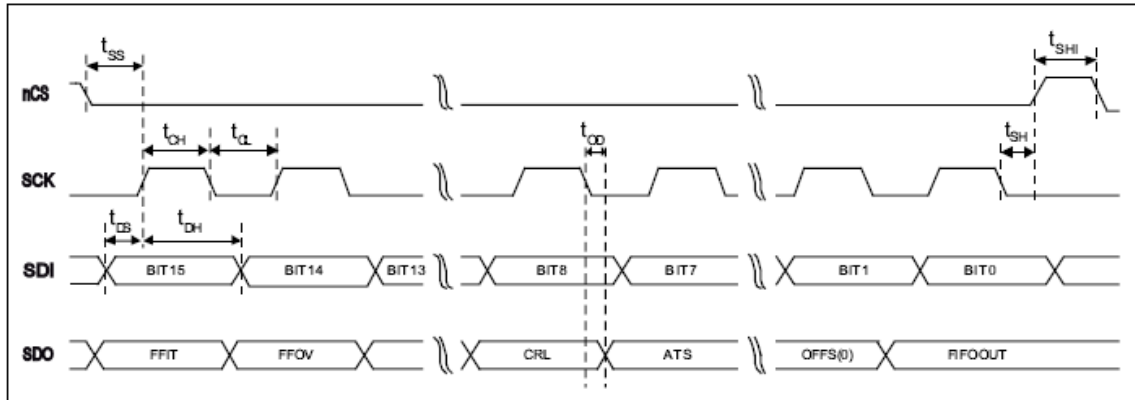 tSS
tSHI
nCS
tCH
tCL
tOD
tSH
SCK
tDS
tDH
SDI
BIT15
BIT14
BIT13
BIT8
BIT7
BIT1
BIT0
SDO
FFIT
FFOV
CRL
ATS
OFFS(0)
FIFOOUT